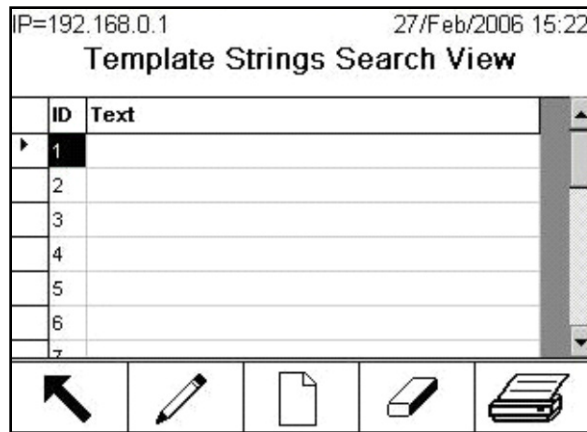 IP=192.168.0.1 27/Feb/2006 15:22
Template Strings Search View
ID Text
1
2
3
4
5
6
7